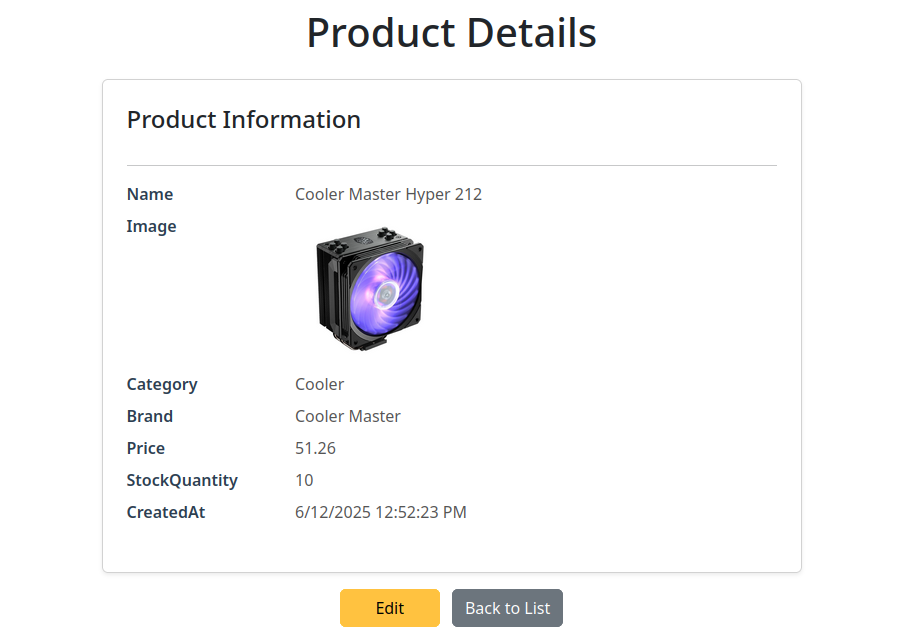 Product Details
Product Information
Name Cooler Master Hyper 212
Image
Category Cooler
Brand Cooler Master
Price 51.26
StockQuantity 10
CreatedAt 6/12/2025 12:52:23 PM
Edit Back to List